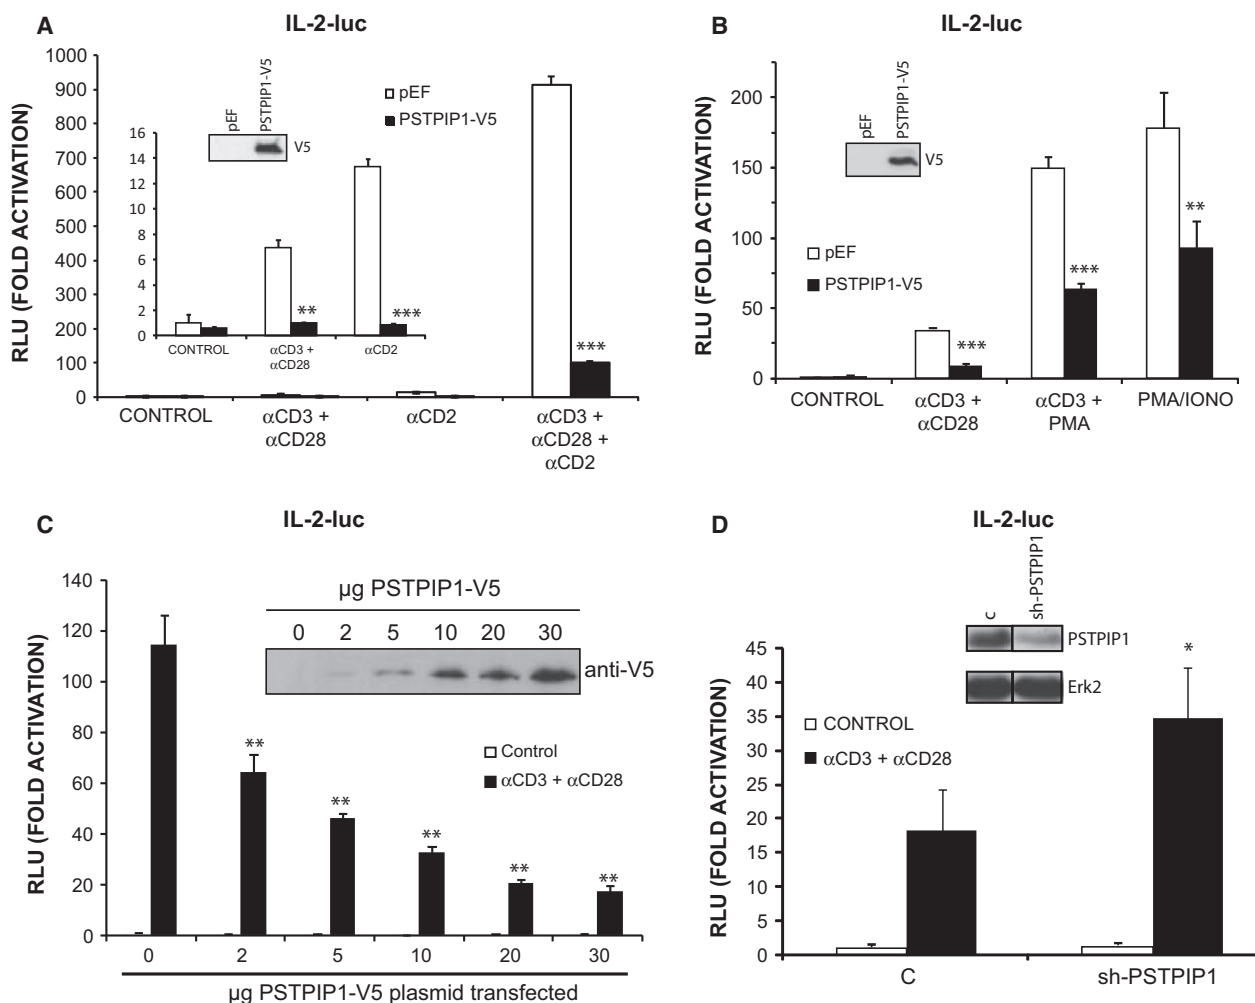 A
IL-2-luc
RLU (FOLD ACTIVATION)
1000
900
800
700
600
500
400
300
200
100
0
pEF
PSTPIP1-V5
16
14
12
10
8
6
4
2
0
pEF
PSTPIP1-V5
V5
**
***
CONTROL
αCD3 +
αCD28
αCD2
***
CONTROL
αCD3 +
αCD28
αCD2
αCD3 +
αCD28 +
αCD2
B
IL-2-luc
RLU (FOLD ACTIVATION)
200
150
100
50
0
pEF
PSTPIP1-V5
V5
pEF
PSTPIP1-V5
***
***
**
CONTROL
αCD3 +
αCD28
αCD3 +
PMA
PMA/IONO
C
IL-2-luc
RLU (FOLD ACTIVATION)
140
120
100
80
60
40
20
0
µg PSTPIP1-V5
0 2 5 10 20 30
anti-V5
Control
αCD3 + αCD28
**
**
**
**
**
0 2 5 10 20 30
µg PSTPIP1-V5 plasmid transfected
D
IL-2-luc
RLU (FOLD ACTIVATION)
45
40
35
30
25
20
15
10
5
0
C
sh-PSTPIP1
PSTPIP1
Erk2
CONTROL
αCD3 + αCD28
*
C
sh-PSTPIP1